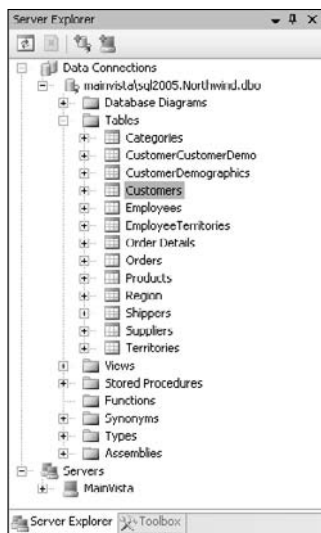 Server Explorer
Data Connections
mainvista\sql2005.Northwind.dbo
Database Diagrams
Tables
Categories
CustomerCustomerDemo
CustomerDemographics
Customers
Employees
EmployeeTerritories
Order Details
Orders
Products
Region
Shippers
Suppliers
Territories
Views
Stored Procedures
Functions
Synonyms
Types
Assemblies
Servers
MainVista
Server Explorer Toolbox